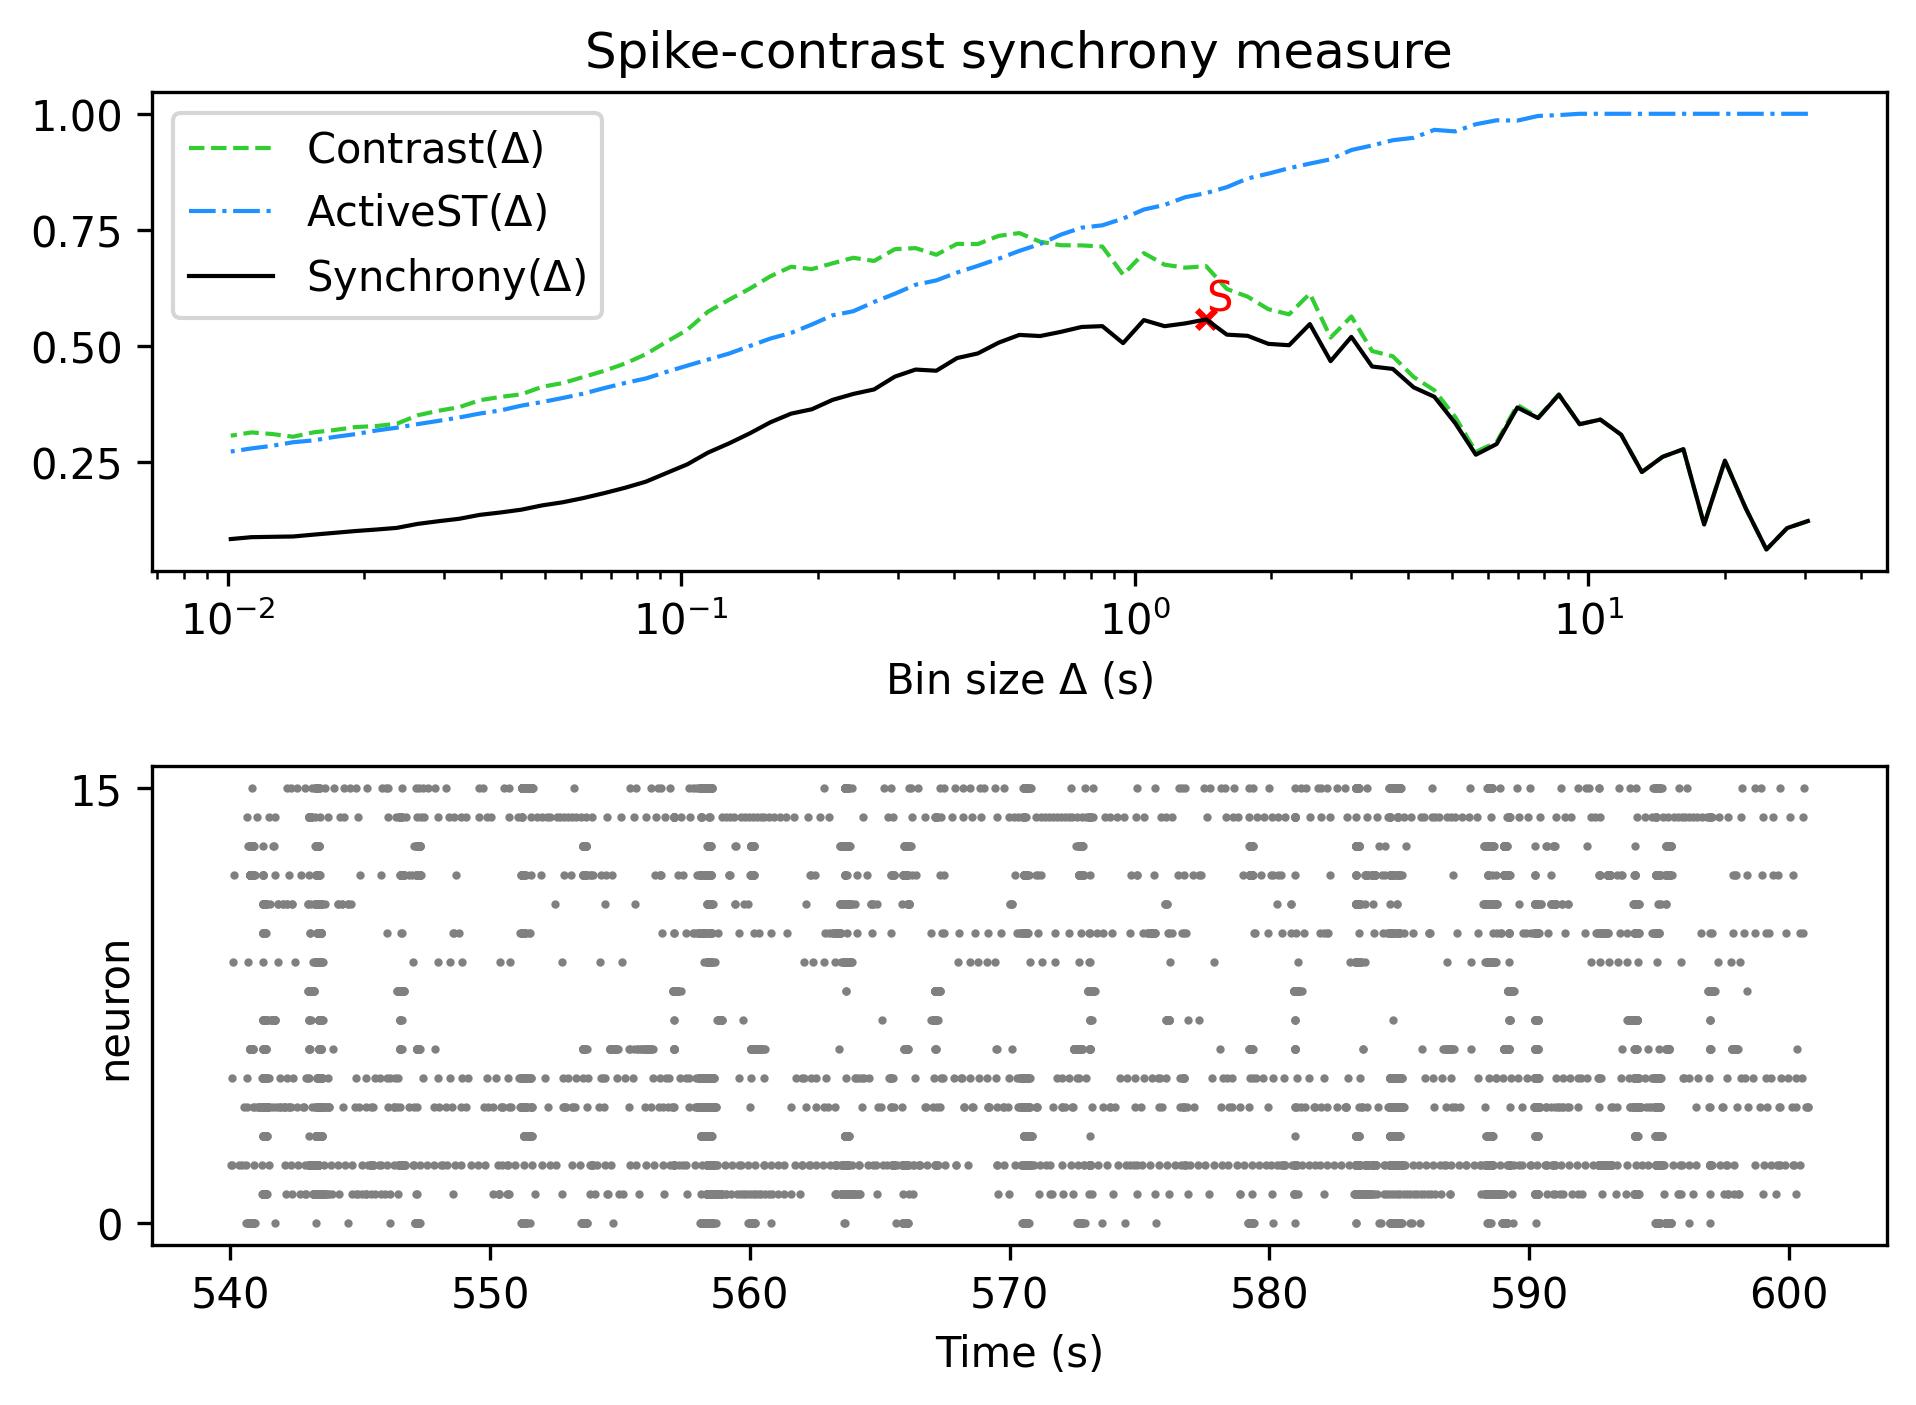 Spike-contrast synchrony measure
1.00
0.75
0.50
0.25
Contrast(Δ)
ActiveST(Δ)
Synchrony(Δ)
S
10⁻² 10⁻¹ 10⁰ 10¹
Bin size Δ (s)
15
0
neuron
540 550 560 570 580 590 600
Time (s)